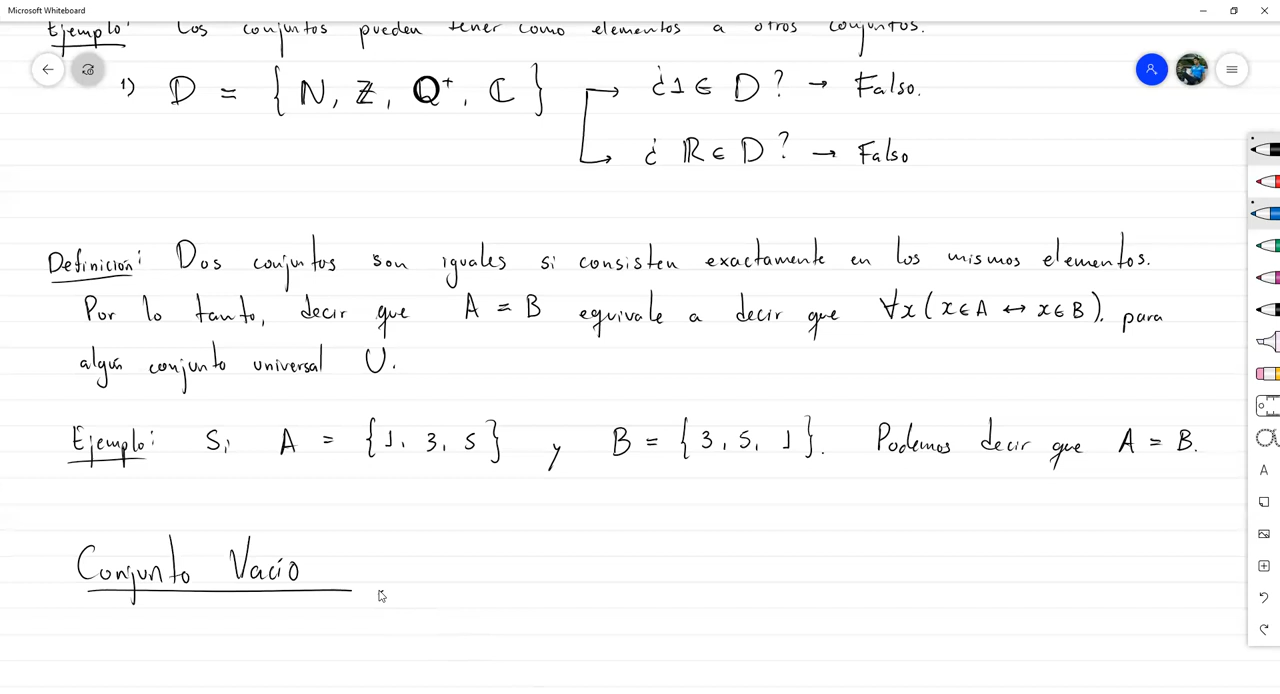 Microsoft Whiteboard
Ejemplo: Los conjuntos pueden tener como elementos a otros conjuntos.
1) D = { ℕ, ℤ, ℚ⁺, ℂ } → ¿1 ∈ D? → Falso.
→ ¿ ℝ ∈ D? → Falso
Definición: Dos conjuntos son iguales si consisten exactamente en los mismos elementos.
Por lo tanto, decir que A = B equivale a decir que ∀x (x ∈ A ↔ x ∈ B). para
algún conjunto universal U.
Ejemplo: Si A = {1, 3, 5} y B = {3, 5, 1}. Podemos decir que A = B.
Conjunto Vacío